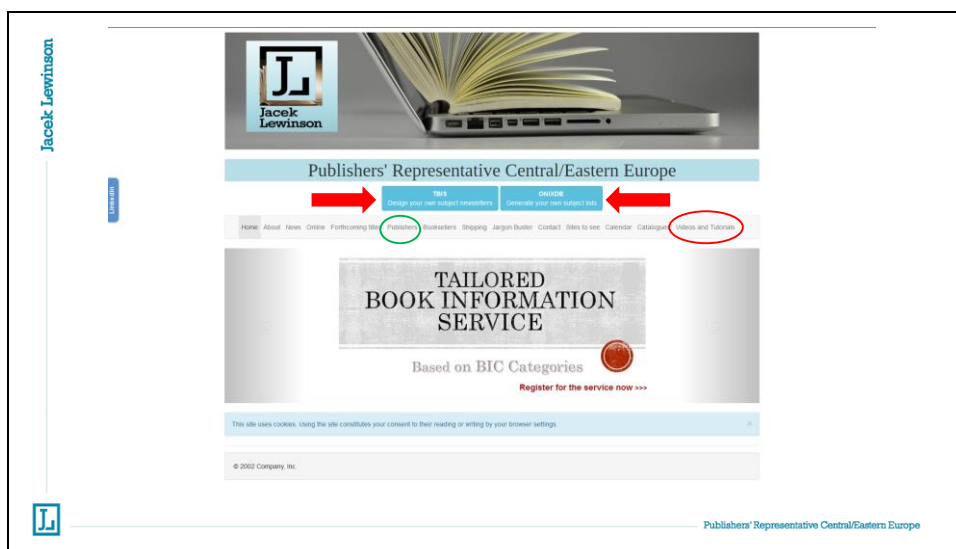 Jacek Lewinson
JL
Jacek
Lewinson
Publishers' Representative Central/Eastern Europe
LinkedIn
TBIS
Design your own subject newsletters
ONIXDB
Generate your own subject lists
Home About News Online Forthcoming titles Publishers Booksellers Shipping Jargon Buster Contact Sites to see Calendar Catalogues Videos and Tutorials
TAILORED
BOOK INFORMATION
SERVICE
Based on BIC Categories
Register for the service now >>>
This site uses cookies. Using the site constitutes your consent to their reading or writing by your browser settings. ×
© 2002 Company, Inc.
JL
Publishers' Representative Central/Eastern Europe